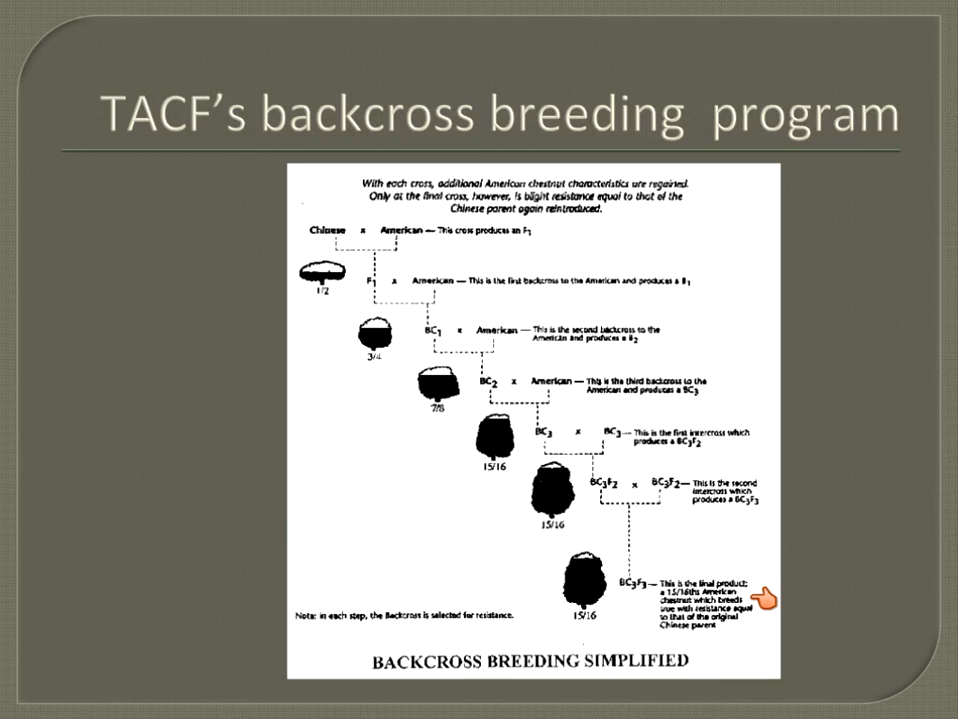 TACF’s backcross breeding program
With each cross, additional American chestnut characteristics are regained.
Only at the final cross, however, is blight resistance equal to that of the
Chinese parent again reintroduced.
Chinese x American — This cross produces an F1
1/2
F1 x American — This is the first backcross to the American and produces a B1
3/4
BC1 x American — This is the second backcross to the
American and produces a B2
7/8
BC2 x American — This is the third backcross to the
American and produces a BC3
15/16
BC3 x BC3 — This is the first intercross which
produces a BC3F2
15/16
BC3F2 x BC3F2 — This is the second
intercross which
produces a BC3F3
15/16
BC3F3 — This is the final product;
a 15/16ths American
chestnut which breeds
true with resistance equal
to that of the original
Chinese parent
Note: in each step, the Backcross is selected for resistance.
BACKCROSS BREEDING SIMPLIFIED